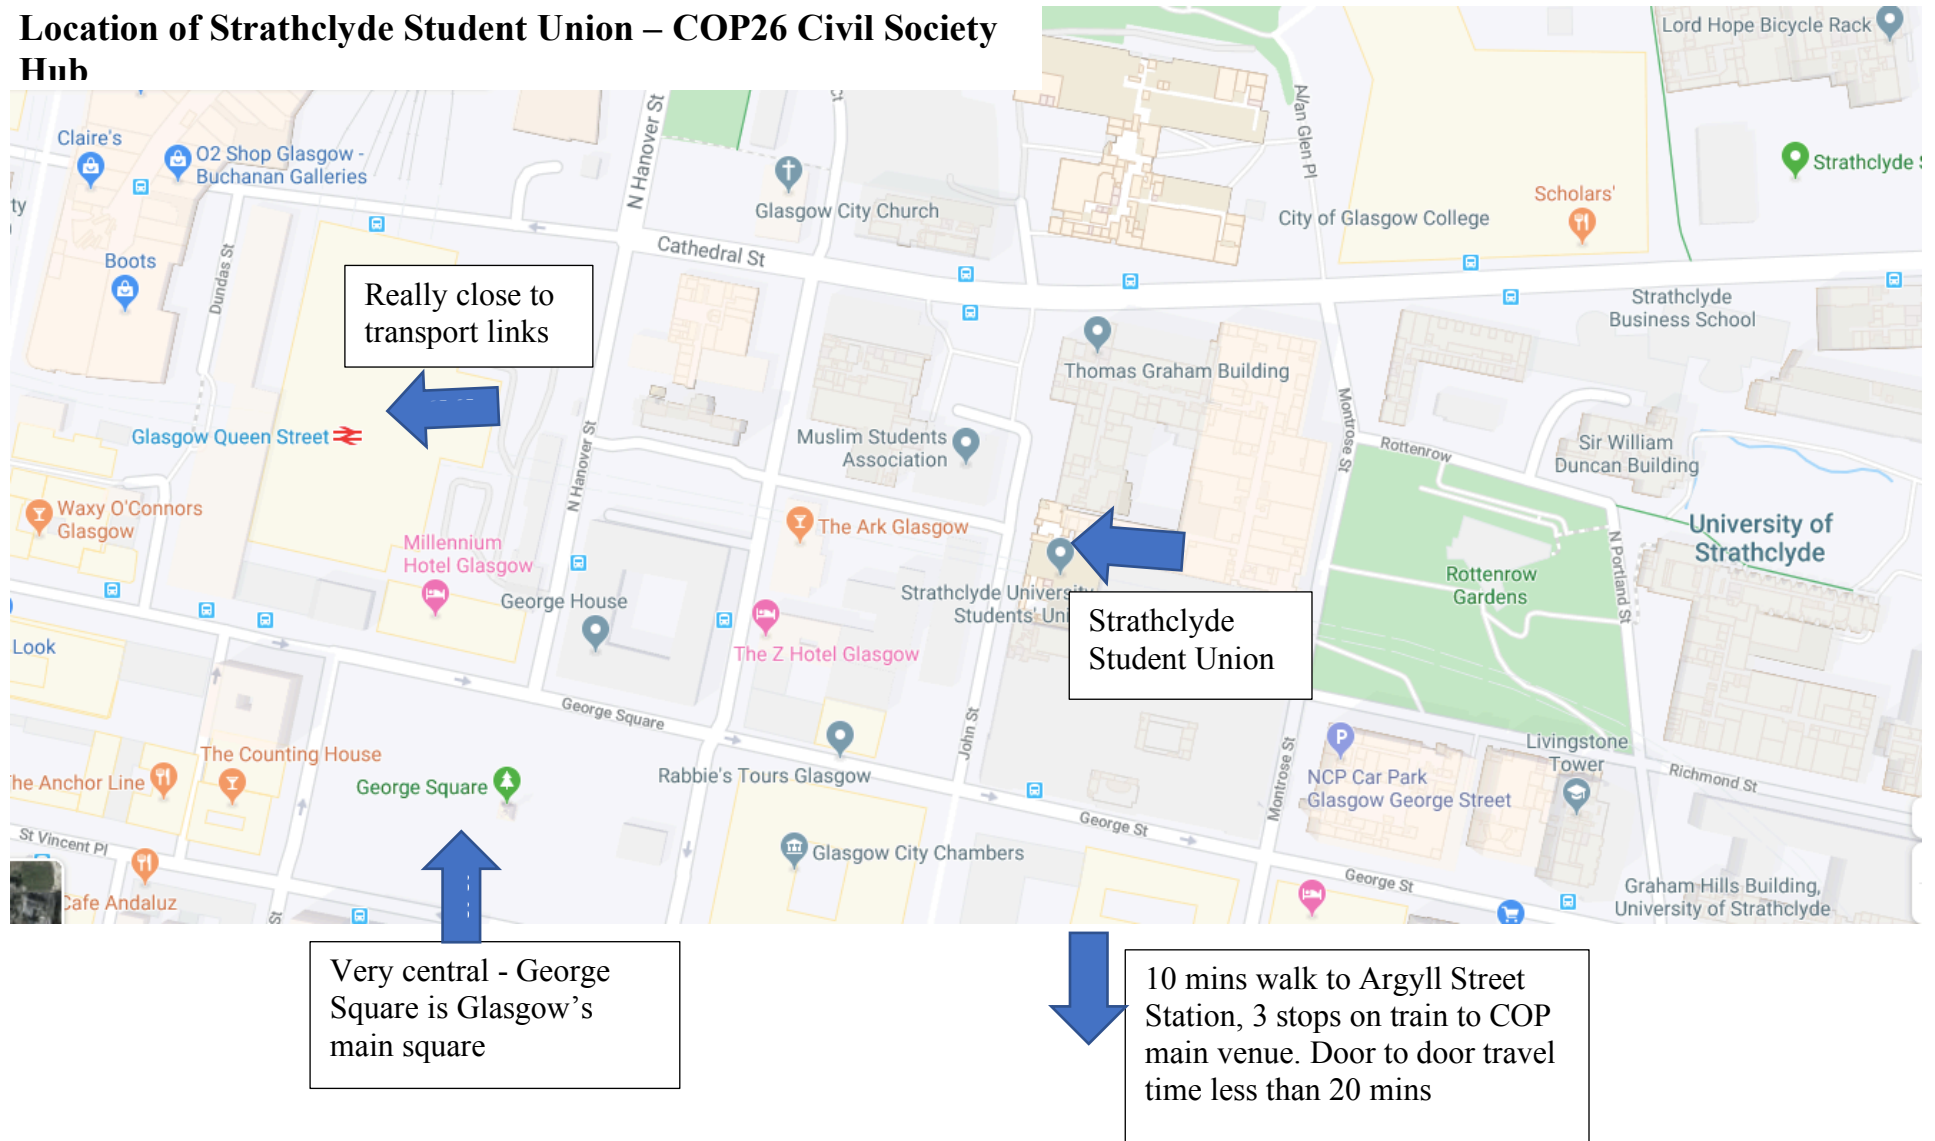 Location of Strathclyde Student Union – COP26 Civil Society
Hub
Lord Hope Bicycle Rack
Claire's
O2 Shop Glasgow -
Buchanan Galleries
N Hanover St
Allan Glen Pl
Strathclyde
Glasgow City Church
Scholars'
City of Glasgow College
ty
Cathedral St
Boots
Dundas St
Really close to
transport links
Strathclyde
Business School
Thomas Graham Building
Montrose St
Glasgow Queen Street
N Hanover St
Muslim Students
Association
Rottenrow
Sir William
Duncan Building
Waxy O'Connors
Glasgow
The Ark Glasgow
University of
Strathclyde
Millennium
Hotel Glasgow
N Portland St
Rottenrow
Gardens
George House
Strathclyde University
Students' Uni
Strathclyde
Student Union
Look
The Z Hotel Glasgow
George Square
John St
The Counting House
Rabbie's Tours Glasgow
Livingstone
Tower
he Anchor Line
George Square
Montrose St
P
NCP Car Park
Glasgow George Street
Richmond St
St Vincent Pl
George St
Glasgow City Chambers
Cafe Andaluz
St
George St
Graham Hills Building,
University of Strathclyde
Very central - George
Square is Glasgow’s
main square
10 mins walk to Argyll Street
Station, 3 stops on train to COP
main venue. Door to door travel
time less than 20 mins